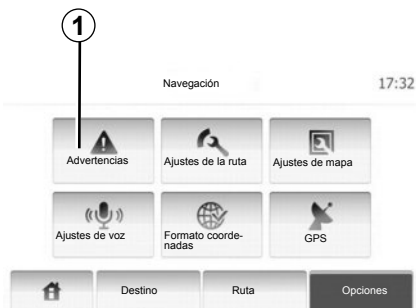 1
Navegación
17:32
Advertencias
Ajustes de la ruta
Ajustes de mapa
Ajustes de voz
Formato coorde-
nadas
GPS
Destino
Ruta
Opciones